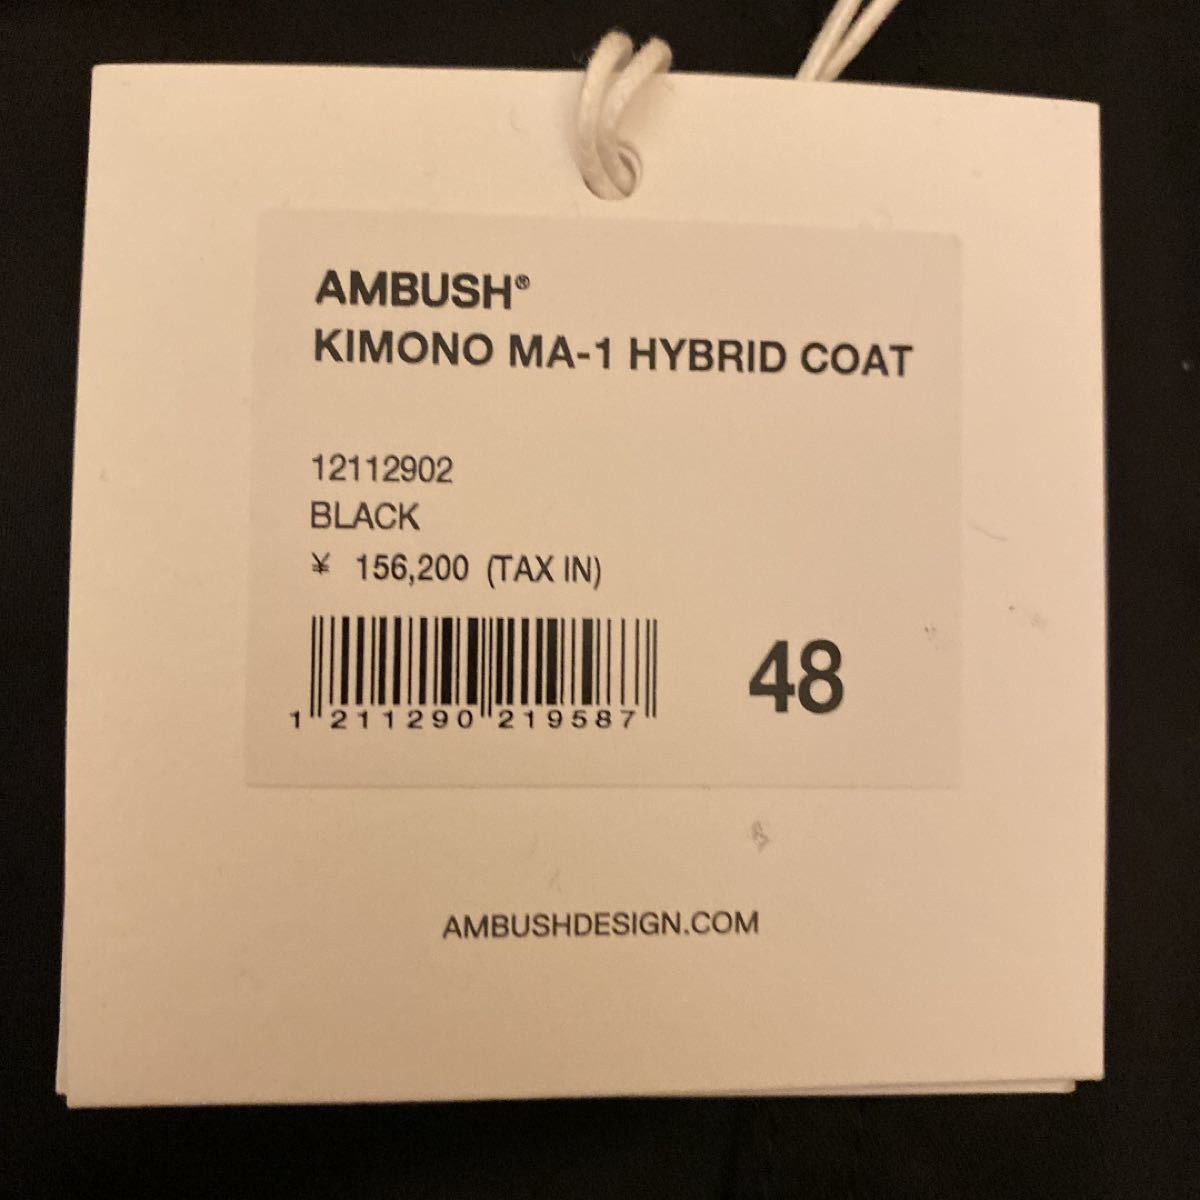 AMBUSH®
KIMONO MA-1 HYBRID COAT
12112902
BLACK
¥ 156,200 (TAX IN)
1 211290 219587
48
AMBUSHDESIGN.COM